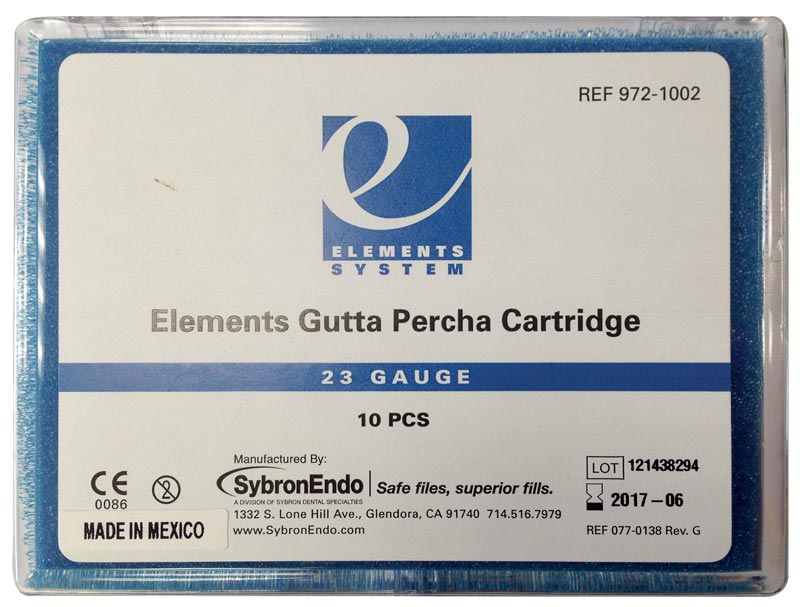 REF 972-1002
ELEMENTS
SYSTEM
Elements Gutta Percha Cartridge
23 GAUGE
10 PCS
Manufactured By:
SybronEndo
A DIVISION OF SYBRON DENTAL SPECIALTIES
Safe files, superior fills.
1332 S. Lone Hill Ave., Glendora, CA 91740 714.516.7979
www.SybronEndo.com
CE
0086
2
MADE IN MEXICO
LOT 121438294
2017-06
REF 077-0138 Rev. G